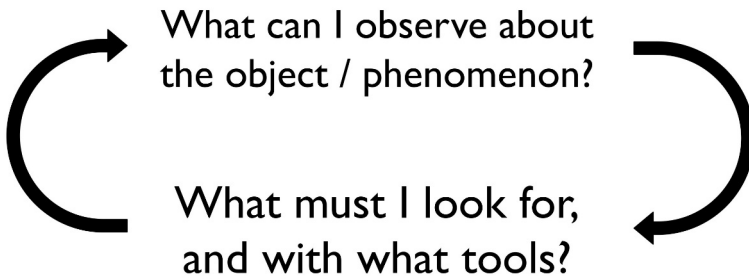 What can I observe about
the object / phenomenon?
What must I look for,
and with what tools?